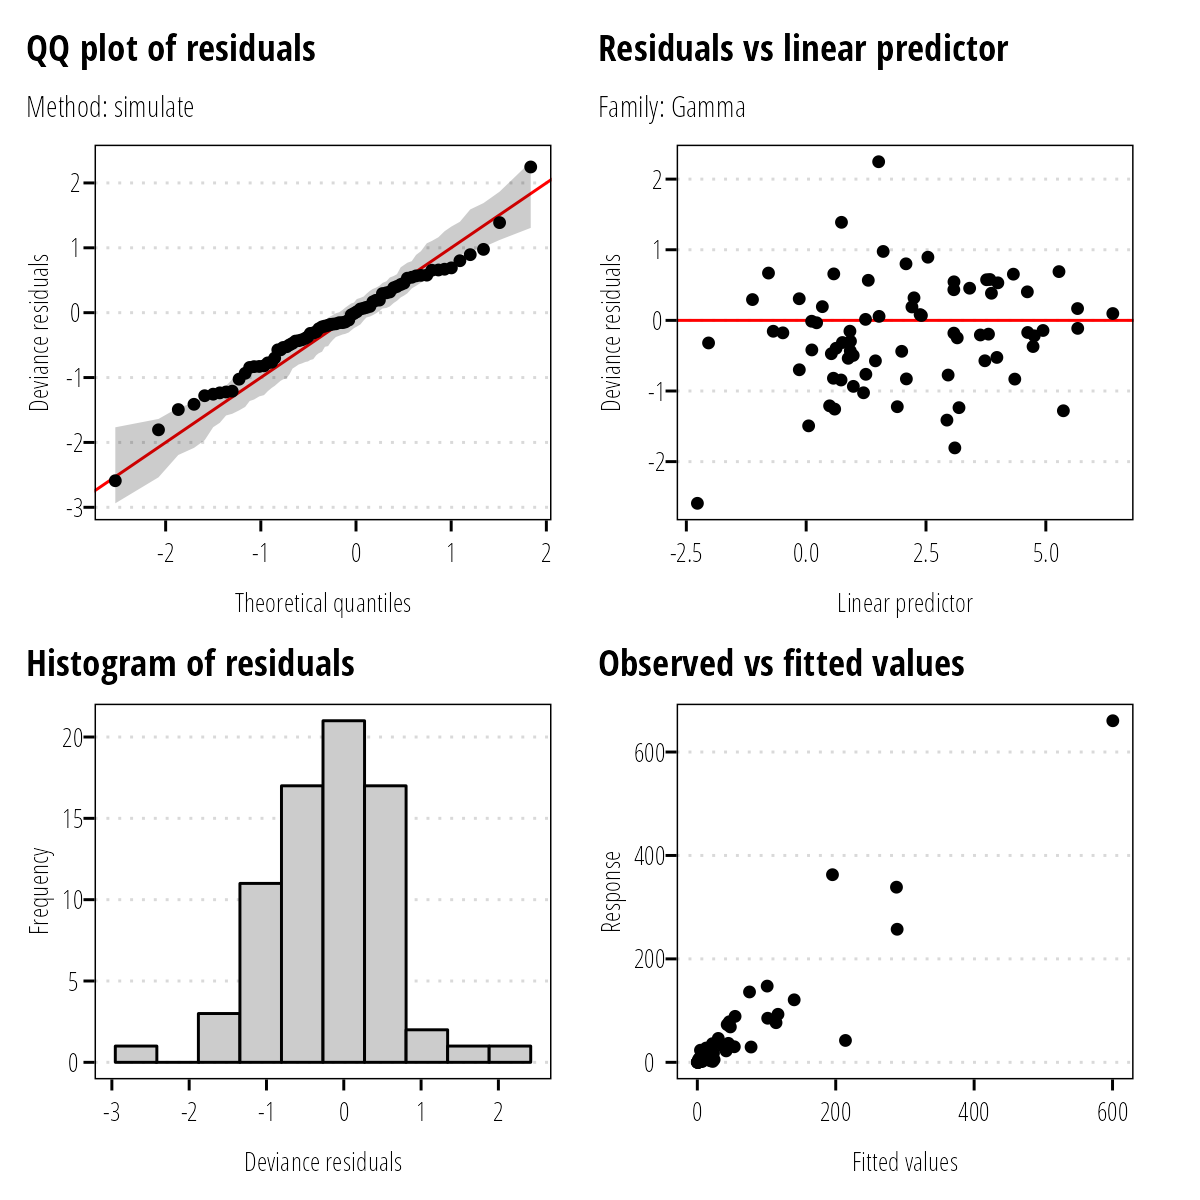 QQ plot of residuals
Method: simulate
Deviance residuals
2
1
0
-1
-2
-3
-2
-1
0
1
2
Theoretical quantiles
Residuals vs linear predictor
Family: Gamma
Deviance residuals
2
1
0
-1
-2
-2.5
0.0
2.5
5.0
Linear predictor
Histogram of residuals
Frequency
20
15
10
5
0
-3
-2
-1
0
1
2
Deviance residuals
Observed vs fitted values
Response
600
400
200
0
0
200
400
600
Fitted values